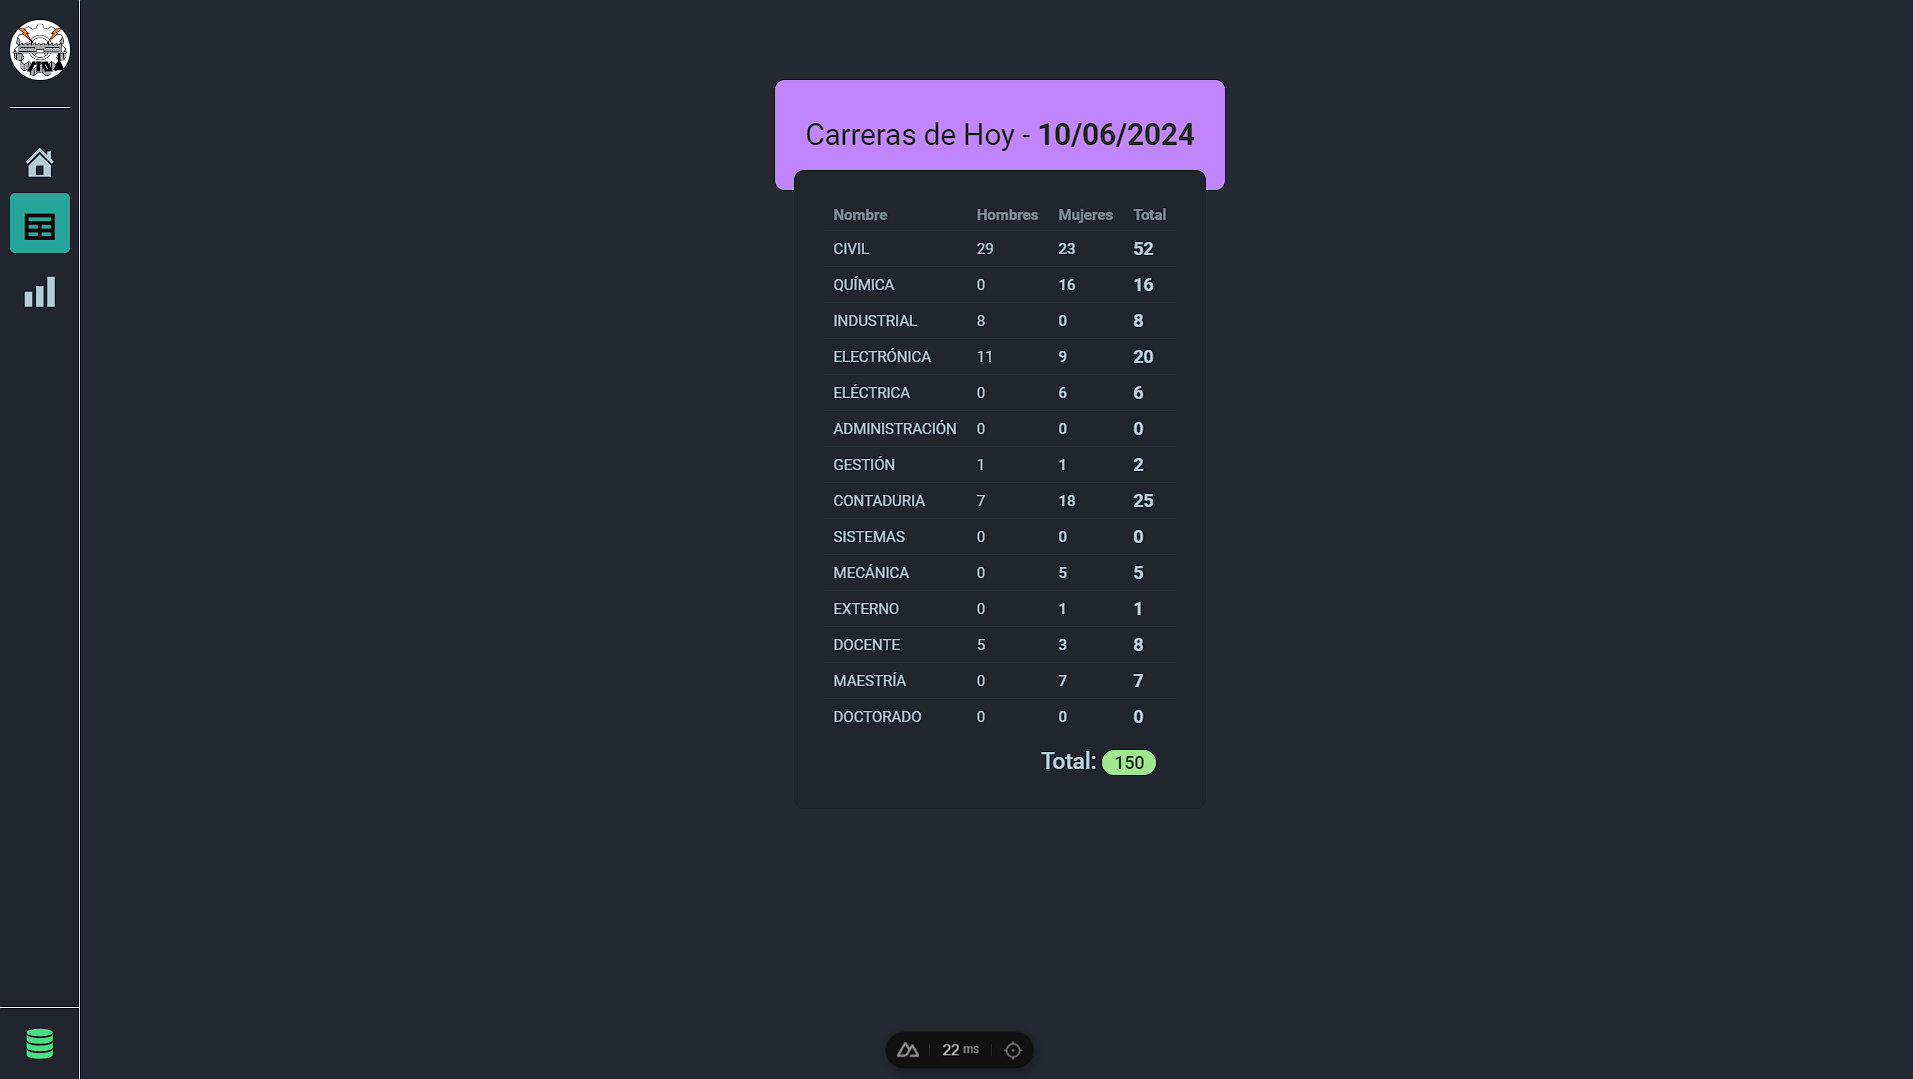 Carreras de Hoy - 10/06/2024
Nombre Hombres Mujeres Total
CIVIL 29 23 52
QUÍMICA 0 16 16
INDUSTRIAL 8 0 8
ELECTRÓNICA 11 9 20
ELÉCTRICA 0 6 6
ADMINISTRACIÓN 0 0 0
GESTIÓN 1 1 2
CONTADURIA 7 18 25
SISTEMAS 0 0 0
MECÁNICA 0 5 5
EXTERNO 0 1 1
DOCENTE 5 3 8
MAESTRÍA 0 7 7
DOCTORADO 0 0 0
Total: 150
22 ms